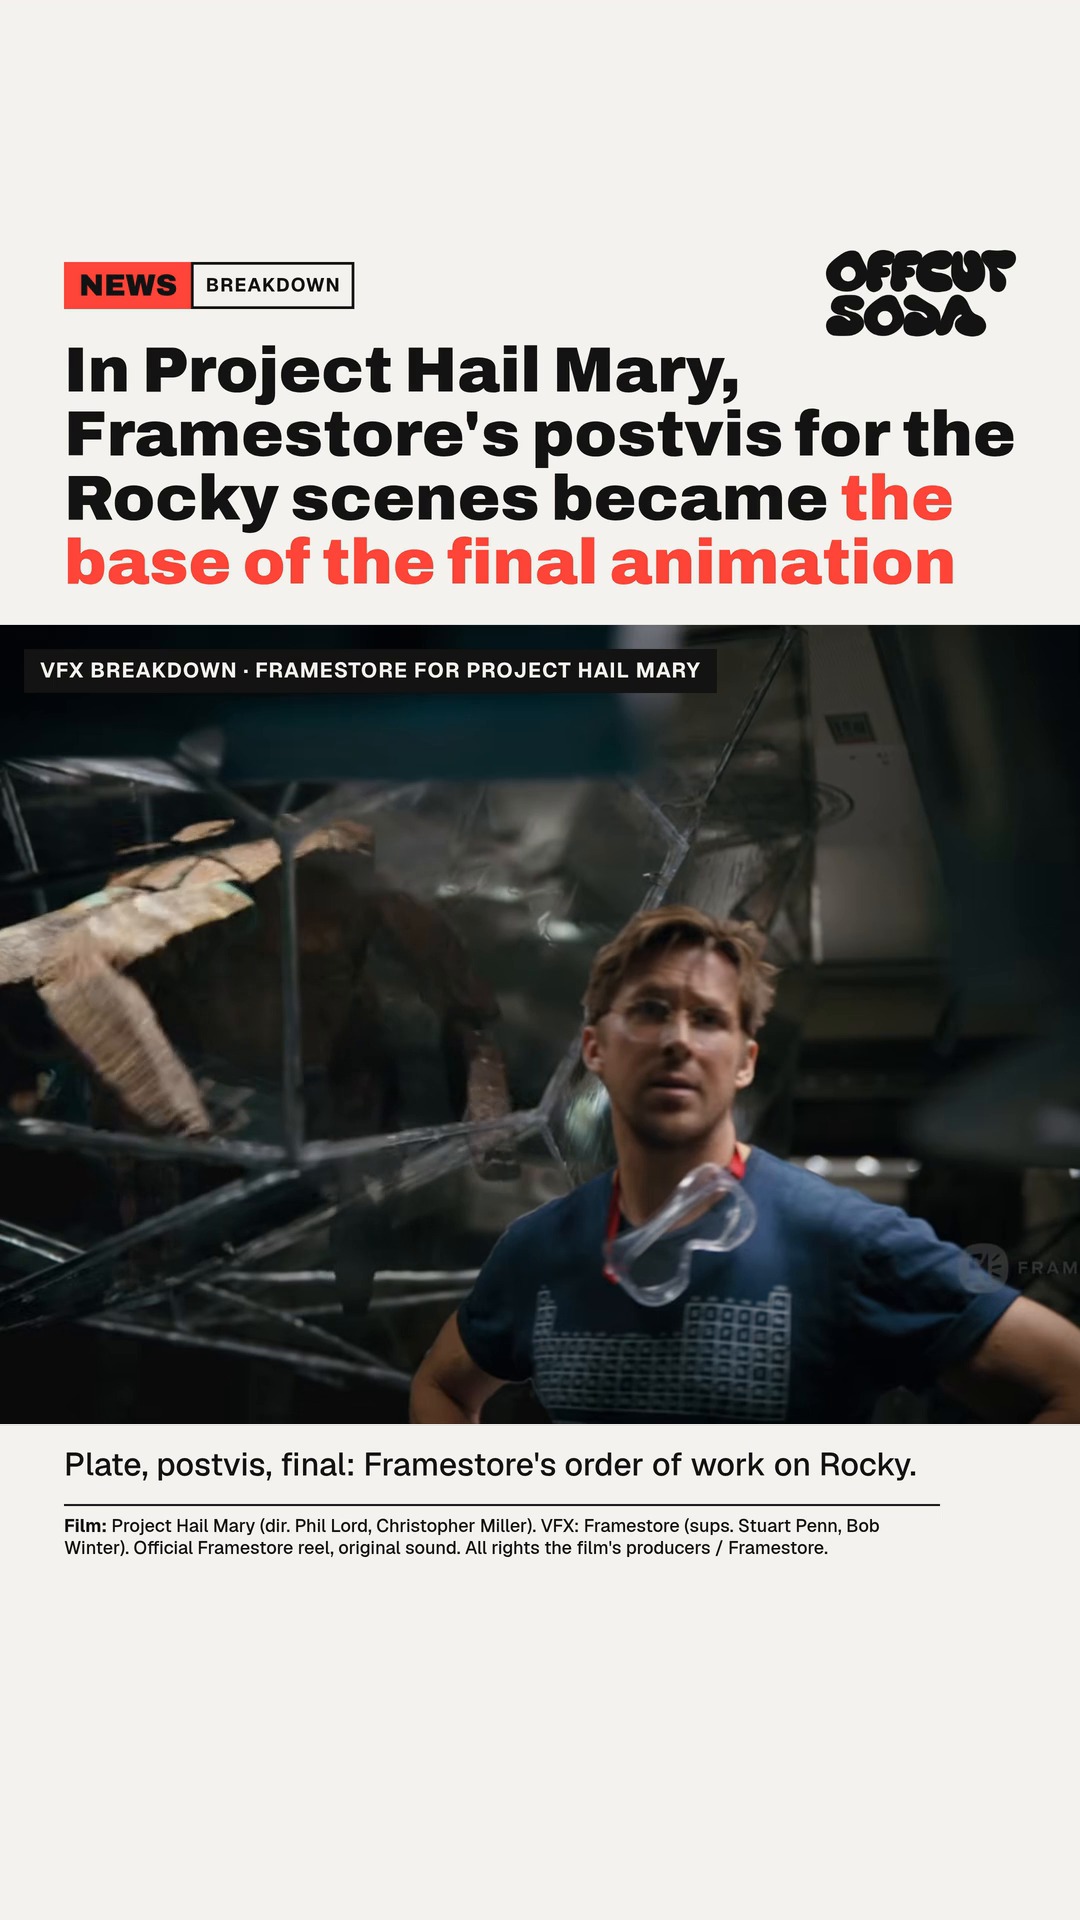 NEWS BREAKDOWN
OFFCUT
SODA
In Project Hail Mary,
Framestore's postvis for the
Rocky scenes became the
base of the final animation
VFX BREAKDOWN · FRAMESTORE FOR PROJECT HAIL MARY
FRAM
Plate, postvis, final: Framestore's order of work on Rocky.
Film: Project Hail Mary (dir. Phil Lord, Christopher Miller). VFX: Framestore (sups. Stuart Penn, Bob
Winter). Official Framestore reel, original sound. All rights the film's producers / Framestore.